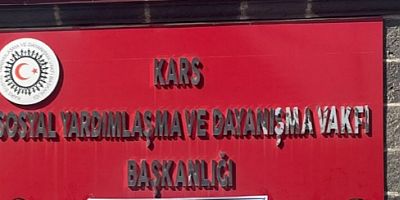 KARS
SOSYAL YARDIMLAŞMA VE DAYANIŞMA VAKFI
BAŞKANLIĞI